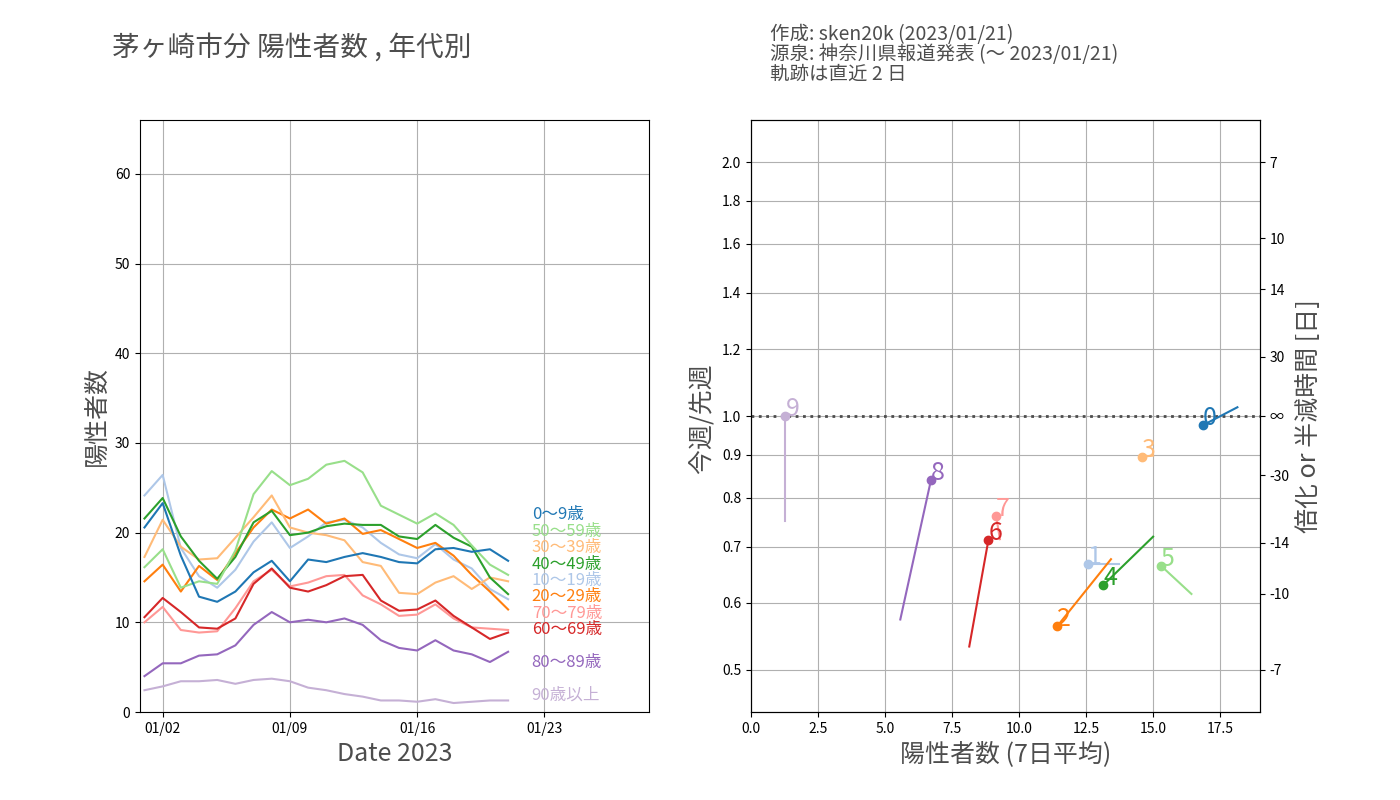 茅ヶ崎市分 陽性者数 , 年代別
作成: sken20k (2023/01/21)
源泉: 神奈川県報道発表 (〜 2023/01/21)
軌跡は直近 2 日
陽性者数
60
50
40
30
20
10
0
01/02
01/09
01/16
01/23
Date 2023
0〜9歳
50〜59歳
30〜39歳
40〜49歳
10〜19歳
20〜29歳
70〜79歳
60〜69歳
80〜89歳
90歳以上
今週/先週
2.0
1.8
1.6
1.4
1.2
1.0
0.9
0.8
0.7
0.6
0.5
9
8
7
6
5
4
3
2
1
0
0.0
2.5
5.0
7.5
10.0
12.5
15.0
17.5
陽性者数 (7日平均)
7
10
14
30
∞
-30
-14
-10
-7
倍化 or 半減時間 [日]